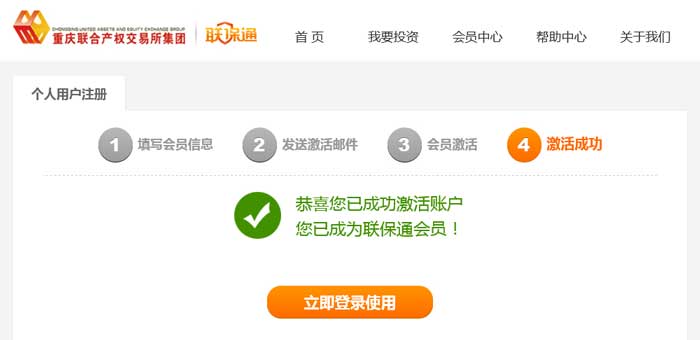 CHONGQING UNITED ASSETS AND EQUITY EXCHANGE GROUP
重庆联合产权交易所集团
联保通
首 页
我要投资
会员中心
帮助中心
关于我们
个人用户注册
1 填写会员信息
2 发送激活邮件
3 会员激活
4 激活成功
恭喜您已成功激活账户
您已成为联保通会员！
立即登录使用